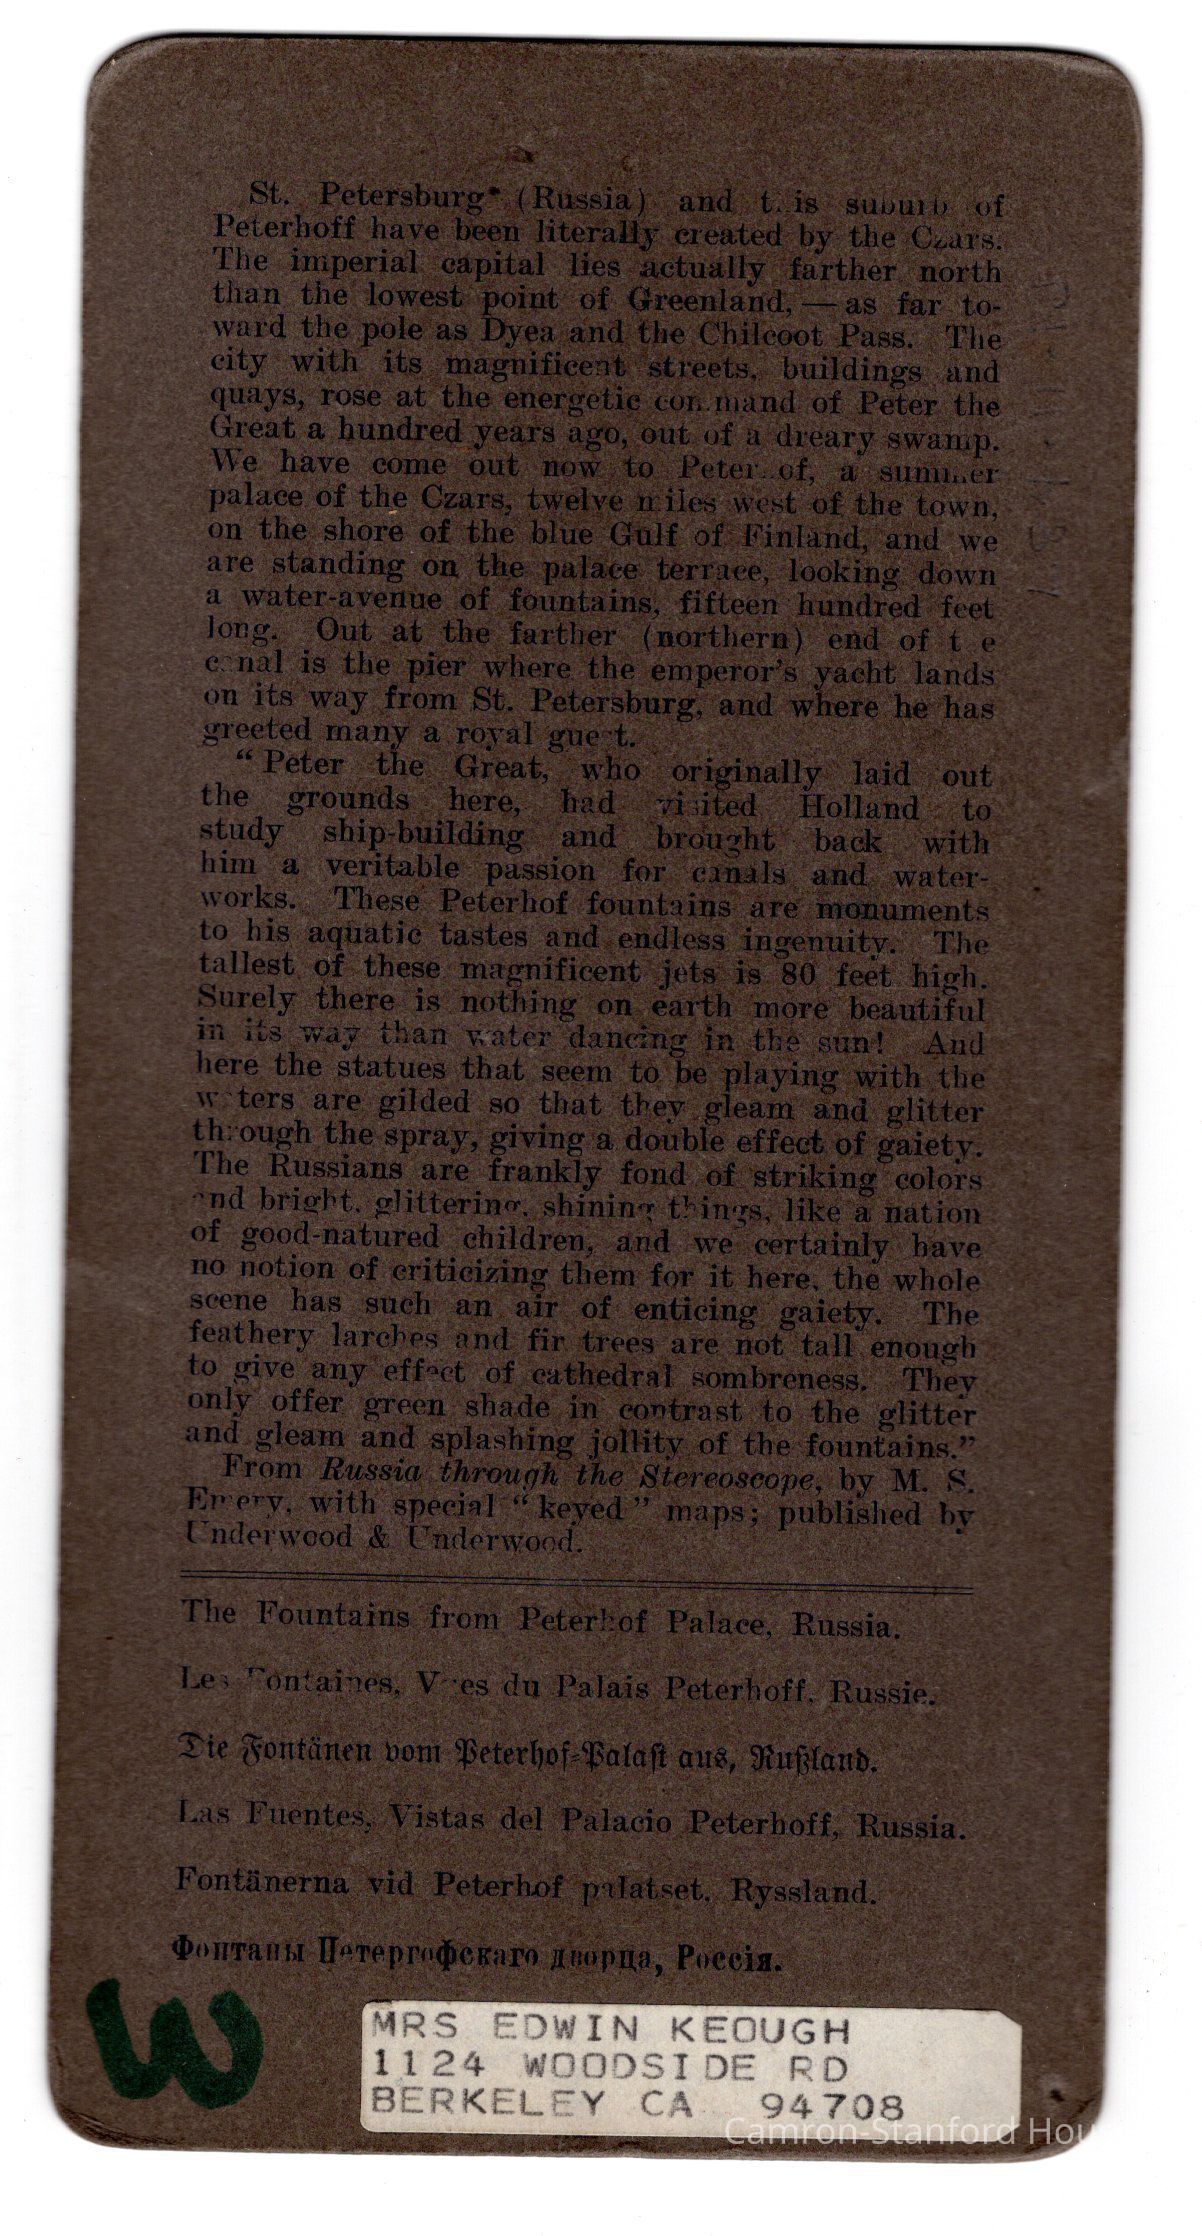 St. Petersburg* (Russia) and t is suburb of
Peterhoff have been literally created by the Czars.
The imperial capital lies actually farther north
than the lowest point of Greenland, — as far to-
ward the pole as Dyea and the Chilcoot Pass. The
city with its magnificent streets, buildings and
quays, rose at the energetic command of Peter the
Great a hundred years ago, out of a dreary swamp.
We have come out now to Peterhof, a summer
palace of the Czars, twelve miles west of the town,
on the shore of the blue Gulf of Finland, and we
are standing on the palace terrace, looking down
a water-avenue of fountains, fifteen hundred feet
long. Out at the farther (northern) end of t e
canal is the pier where the emperor's yacht lands
on its way from St. Petersburg, and where he has
greeted many a royal guest.
“Peter the Great, who originally laid out
the grounds here, had visited Holland to
study ship-building and brought back with
him a veritable passion for canals and water-
works. These Peterhof fountains are monuments
to his aquatic tastes and endless ingenuity. The
tallest of these magnificent jets is 80 feet high.
Surely there is nothing on earth more beautiful
in its way than water dancing in the sun! And
here the statues that seem to be playing with the
waters are gilded so that they gleam and glitter
through the spray, giving a double effect of gaiety.
The Russians are frankly fond of striking colors
and bright, glittering, shining things, like a nation
of good-natured children, and we certainly have
no notion of criticizing them for it here, the whole
scene has such an air of enticing gaiety. The
feathery larches and fir trees are not tall enough
to give any effect of cathedral sombreness. They
only offer green shade in contrast to the glitter
and gleam and splashing jollity of the fountains.”
From Russia through the Stereoscope, by M. S.
Emery, with special “keyed” maps; published by
Underwood & Underwood.
The Fountains from Peterhof Palace, Russia.
Les Fontaines, Vues du Palais Peterhoff, Russie.
Die Fontänen vom Peterhof-Palast aus, Rußland.
Las Fuentes, Vistas del Palacio Peterhoff, Russia.
Fontänerna vid Peterhof palatset, Ryssland.
Фонтаны Петергофскаго дворца, Россія.
W
MRS EDWIN KEOUGH
1124 WOODSIDE RD
BERKELEY CA 94708
Camron-Stanford Hou